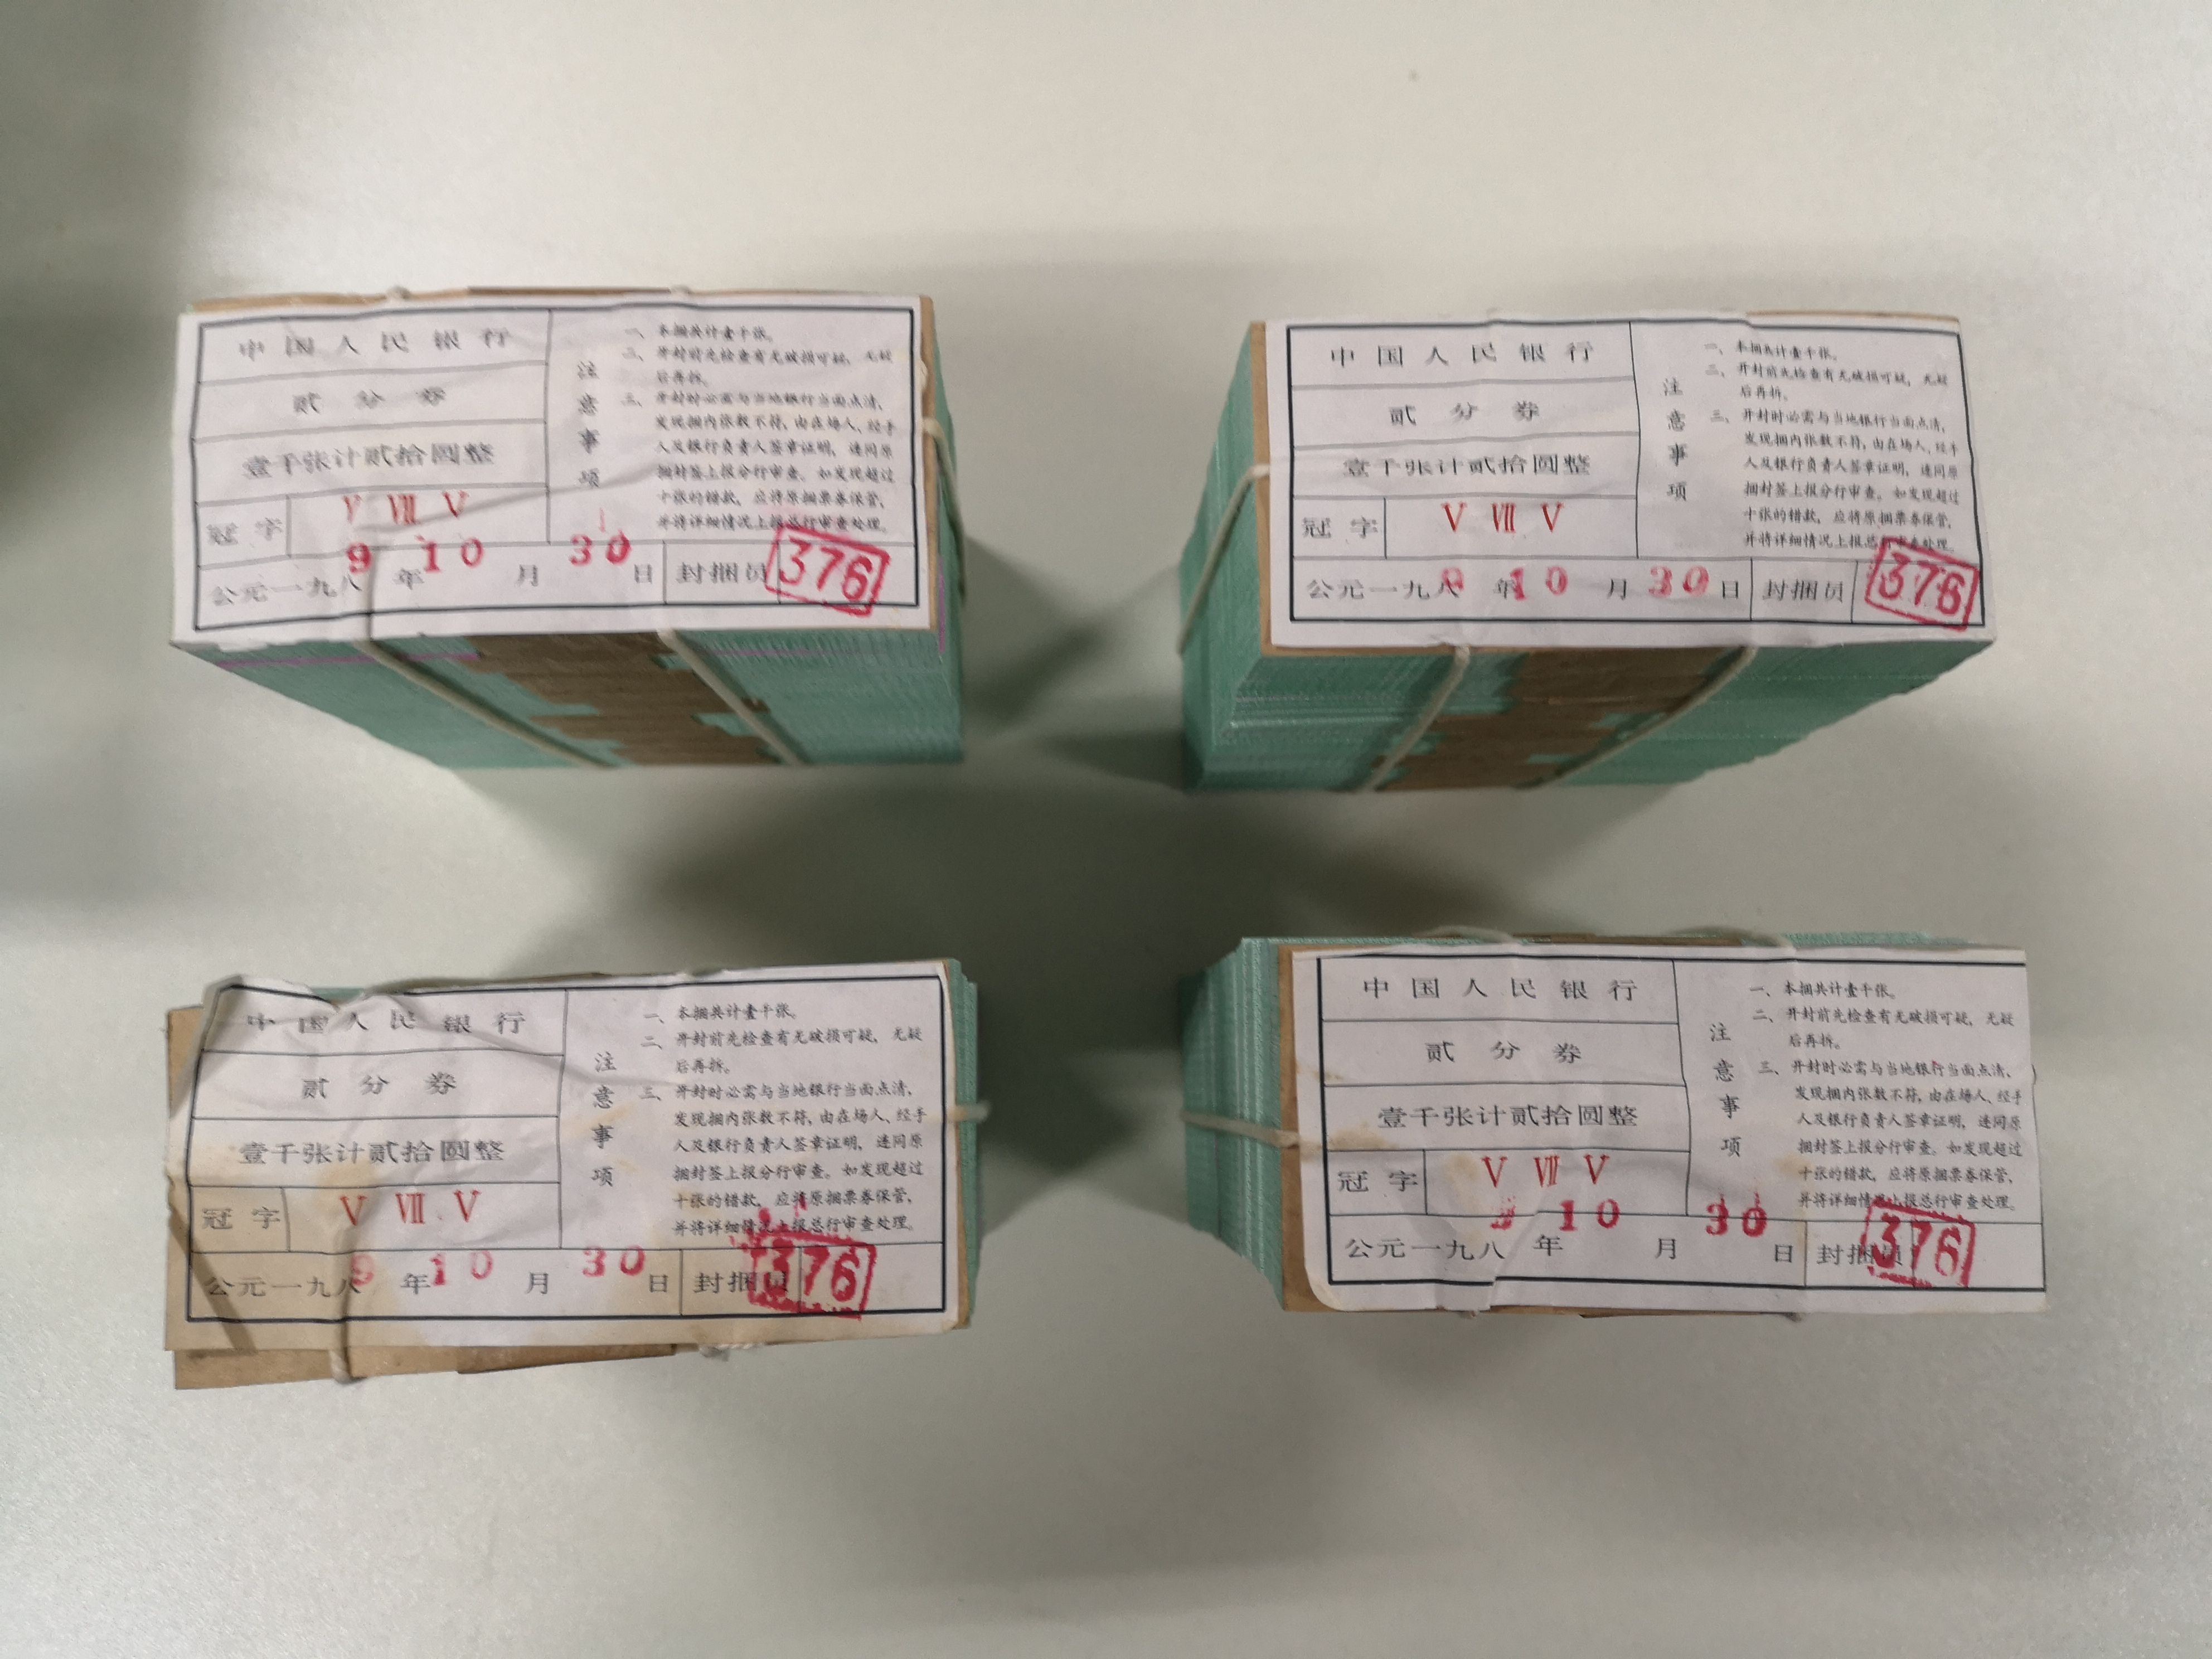 中国人民银行
贰分券
壹千张计贰拾圆整
冠字 V VII V
公元一九八9年10月30日 封捆员 376
注意事项
一、本捆共计壹千张。
二、开封前先检查有无破损可疑，无疑
后再拆。
三、开封时必需与当地银行当面点清，
发现捆内张数不符，由在场人、经手
人及银行负责人签章证明，连同原
捆封签上报分行审查。如发现超过
十张的错款，应将原捆票券保管，
并将详细情况上报总行审查处理。
中国人民银行
贰分券
壹千张计贰拾圆整
冠字 V VII V
公元一九八9年10月30日 封捆员 376
注意事项
一、本捆共计壹千张。
二、开封前先检查有无破损可疑，无疑
后再拆。
三、开封时必需与当地银行当面点清，
发现捆内张数不符，由在场人、经手
人及银行负责人签章证明，连同原
捆封签上报分行审查。如发现超过
十张的错款，应将原捆票券保管，
并将详细情况上报总行审查处理。
中国人民银行
贰分券
壹千张计贰拾圆整
冠字 V VII V
公元一九八9年10月30日 封捆员 376
注意事项
一、本捆共计壹千张。
二、开封前先检查有无破损可疑，无疑
后再拆。
三、开封时必需与当地银行当面点清，
发现捆内张数不符，由在场人、经手
人及银行负责人签章证明，连同原
捆封签上报分行审查。如发现超过
十张的错款，应将原捆票券保管，
并将详细情况上报总行审查处理。
中国人民银行
贰分券
壹千张计贰拾圆整
冠字 V VII V
公元一九八9年10月30日 封捆员 376
注意事项
一、本捆共计壹千张。
二、开封前先检查有无破损可疑，无疑
后再拆。
三、开封时必需与当地银行当面点清，
发现捆内张数不符，由在场人、经手
人及银行负责人签章证明，连同原
捆封签上报分行审查。如发现超过
十张的错款，应将原捆票券保管，
并将详细情况上报总行审查处理。